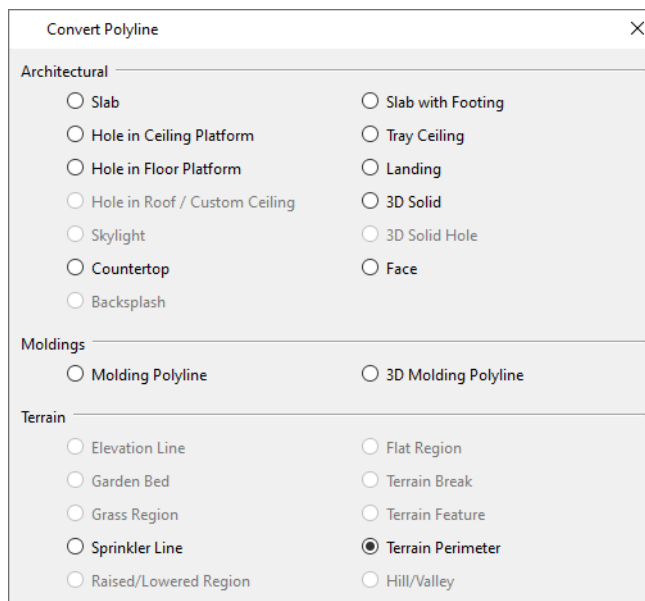 Convert Polyline
Architectural
Slab
Slab with Footing
Hole in Ceiling Platform
Tray Ceiling
Hole in Floor Platform
Landing
Hole in Roof / Custom Ceiling
3D Solid
Skylight
3D Solid Hole
Countertop
Face
Backsplash
Moldings
Molding Polyline
3D Molding Polyline
Terrain
Elevation Line
Flat Region
Garden Bed
Terrain Break
Grass Region
Terrain Feature
Sprinkler Line
Terrain Perimeter
Raised/Lowered Region
Hill/Valley